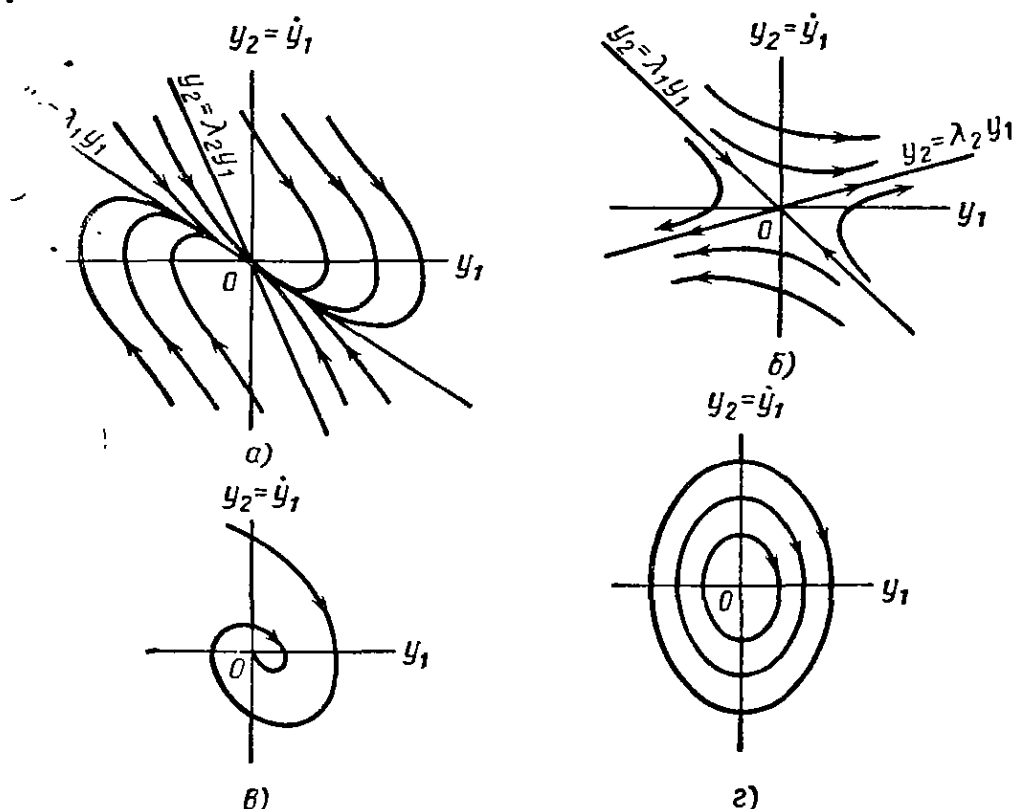 y₂ = ẏ₁
y₂ = λ₂y₁
λ₁y₁
0
y₁
а)
y₂ = ẏ₁
y₂ = λ₁y₁
y₂ = λ₂y₁
0
y₁
б)
y₂ = ẏ₁
0
y₁
в)
y₂ = ẏ₁
0
y₁
г)